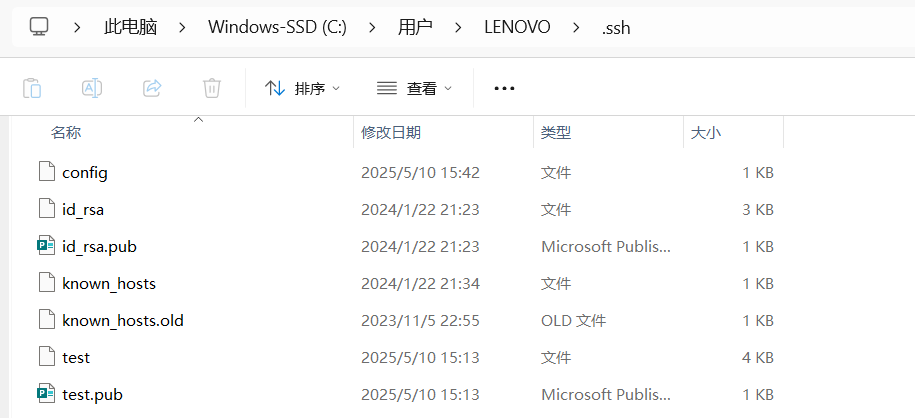 此电脑 > Windows-SSD (C:) > 用户 > LENOVO > .ssh
排序 查看 •••
名称 修改日期 类型 大小
config 2025/5/10 15:42 文件 1 KB
id_rsa 2024/1/22 21:23 文件 3 KB
id_rsa.pub 2024/1/22 21:23 Microsoft Publis... 1 KB
known_hosts 2024/1/22 21:34 文件 1 KB
known_hosts.old 2023/11/5 22:55 OLD 文件 1 KB
test 2025/5/10 15:13 文件 4 KB
test.pub 2025/5/10 15:13 Microsoft Publis... 1 KB